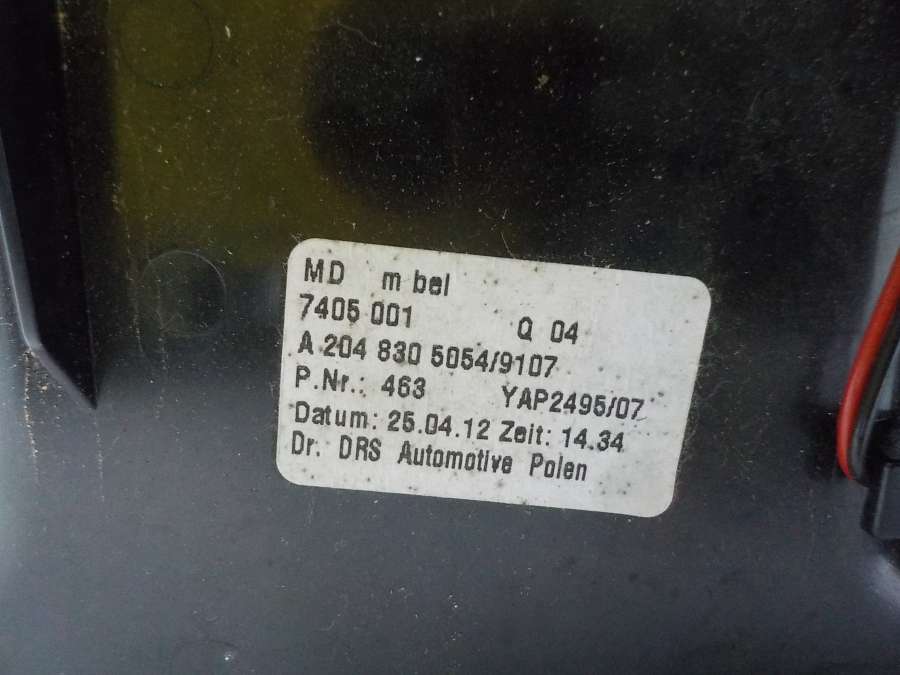 MD m bel
7405 001 Q 04
A 204 830 5054/9107
P.Nr.: 463 YAP2495/07
Datum: 25.04.12 Zeit: 14.34
Dr. DRS Automotive Polen